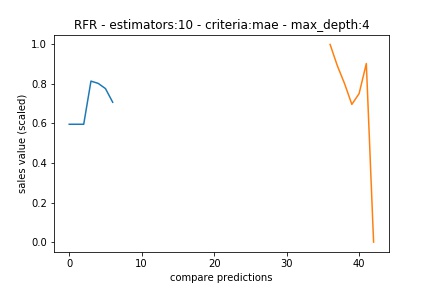 RFR - estimators:10 - criteria:mae - max_depth:4
1.0
0.8
0.6
0.4
0.2
0.0
sales value (scaled)
0 10 20 30 40
compare predictions